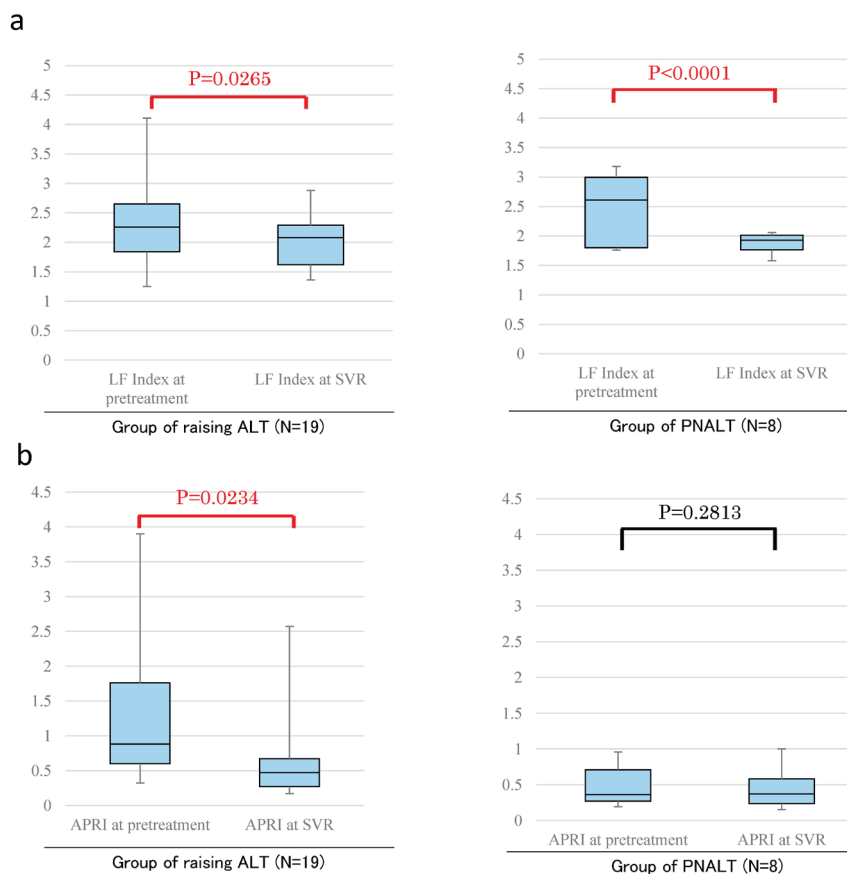 a
P=0.0265
5
4.5
4
3.5
3
2.5
2
1.5
1
0.5
0
LF Index at pretreatment
LF Index at SVR
Group of raising ALT (N=19)
P<0.0001
5
4.5
4
3.5
3
2.5
2
1.5
1
0.5
0
LF Index at pretreatment
LF Index at SVR
Group of PNALT (N=8)
b
P=0.0234
4.5
4
3.5
3
2.5
2
1.5
1
0.5
0
APRI at pretreatment
APRI at SVR
Group of raising ALT (N=19)
P=0.2813
4.5
4
3.5
3
2.5
2
1.5
1
0.5
0
APRI at pretreatment
APRI at SVR
Group of PNALT (N=8)